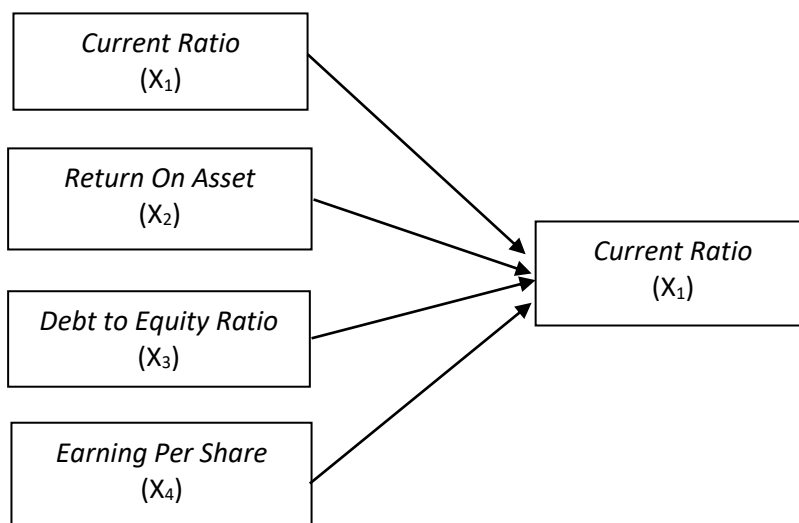 Current Ratio
(X₁)
Return On Asset
(X₂)
Debt to Equity Ratio
(X₃)
Earning Per Share
(X₄)
Current Ratio
(X₁)